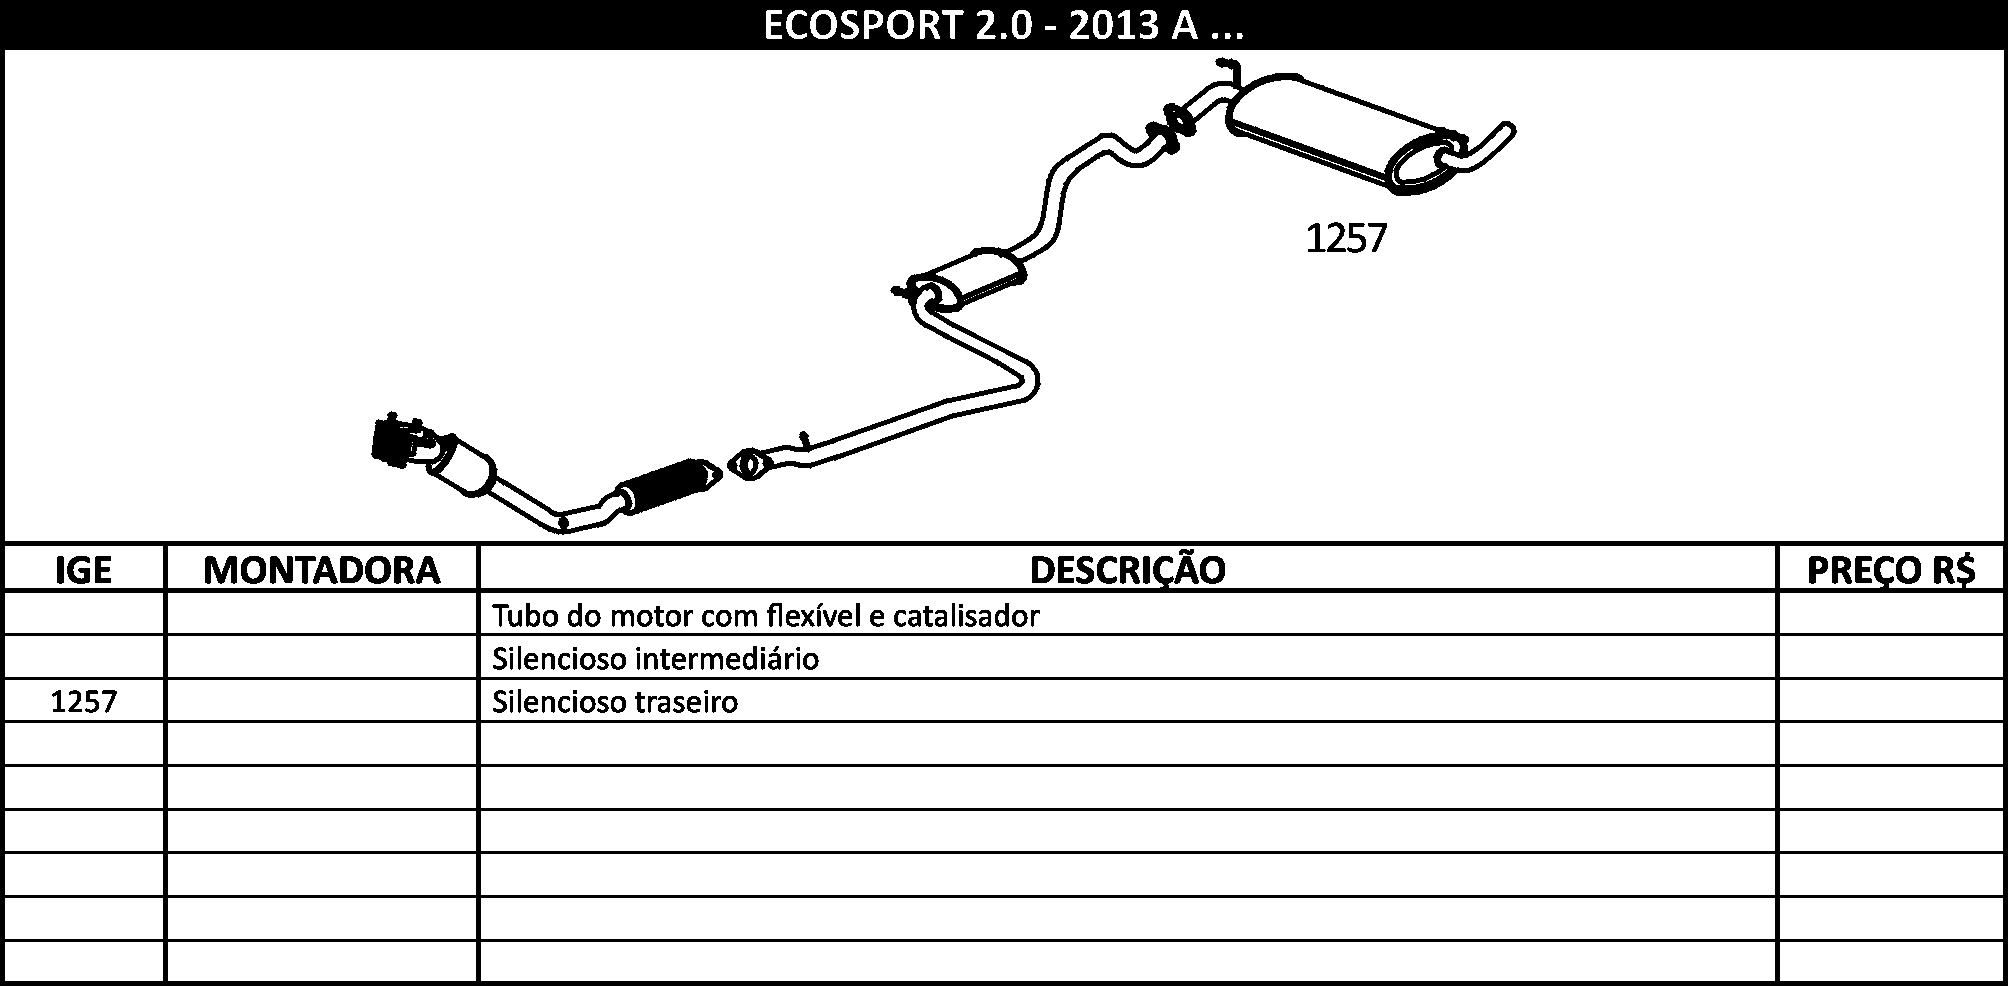 ECOSPORT 2.0 - 2013 A ...
1257
IGE MONTADORA DESCRIÇÃO PREÇO R$
Tubo do motor com flexível e catalisador
Silencioso intermediário
1257 Silencioso traseiro